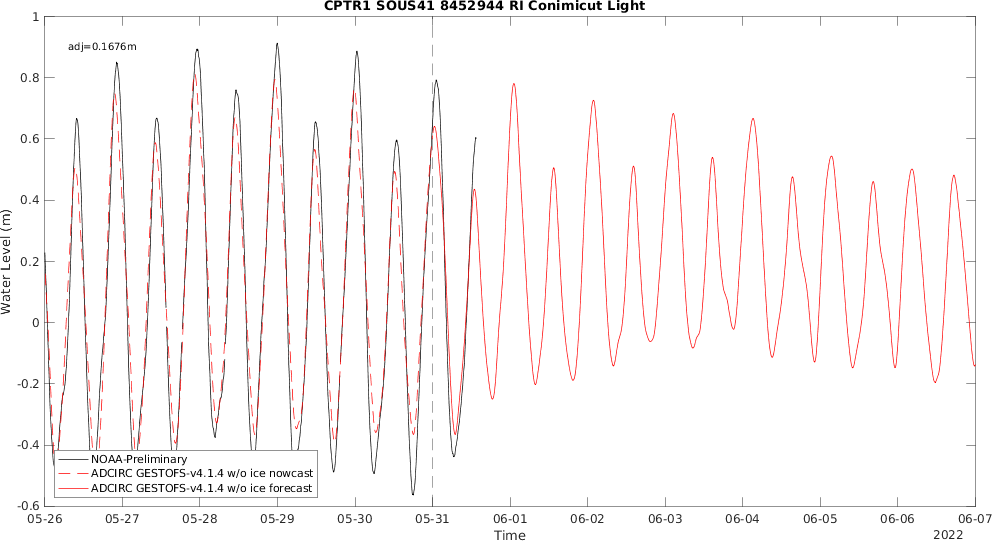 CPTR1 SOUS41 8452944 RI Conimicut Light
adj=0.1676m
1
0.8
0.6
0.4
0.2
0
-0.2
-0.4
-0.6
Water Level (m)
NOAA-Preliminary
ADCIRC GESTOFS-v4.1.4 w/o ice nowcast
ADCIRC GESTOFS-v4.1.4 w/o ice forecast
05-26 05-27 05-28 05-29 05-30 05-31 06-01 06-02 06-03 06-04 06-05 06-06 06-07
Time
2022